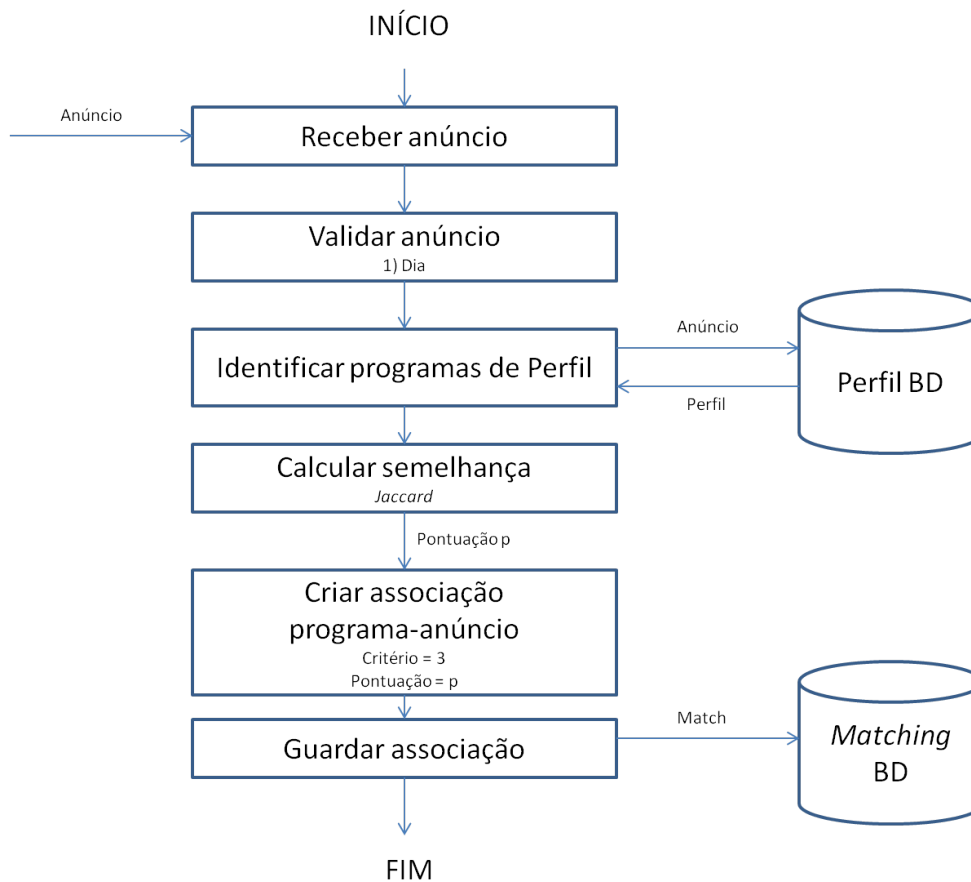 INÍCIO
Anúncio
Receber anúncio
Validar anúncio
1) Dia
Identificar programas de Perfil
Anúncio
Perfil
Perfil BD
Calcular semelhança
Jaccard
Pontuação p
Criar associação
programa-anúncio
Critério = 3
Pontuação = p
Guardar associação
Match
Matching
BD
FIM